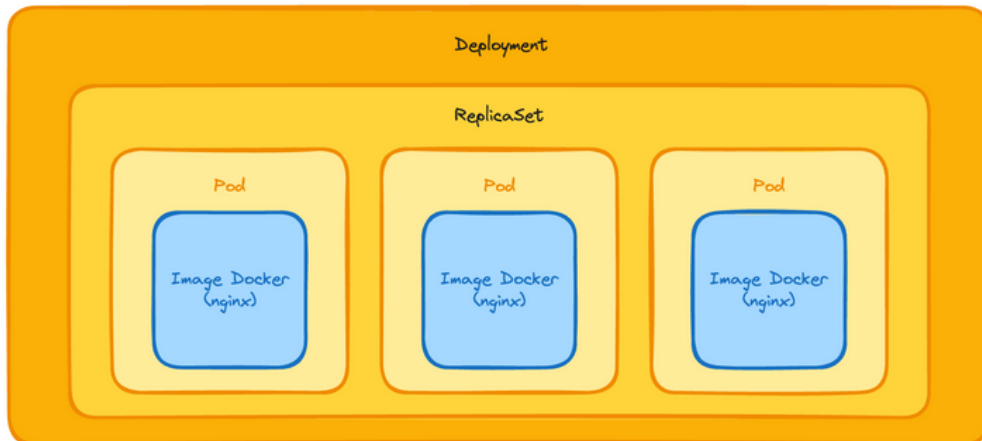 Deployment
ReplicaSet
Pod
Pod
Pod
Image Docker
(nginx)
Image Docker
(nginx)
Image Docker
(nginx)